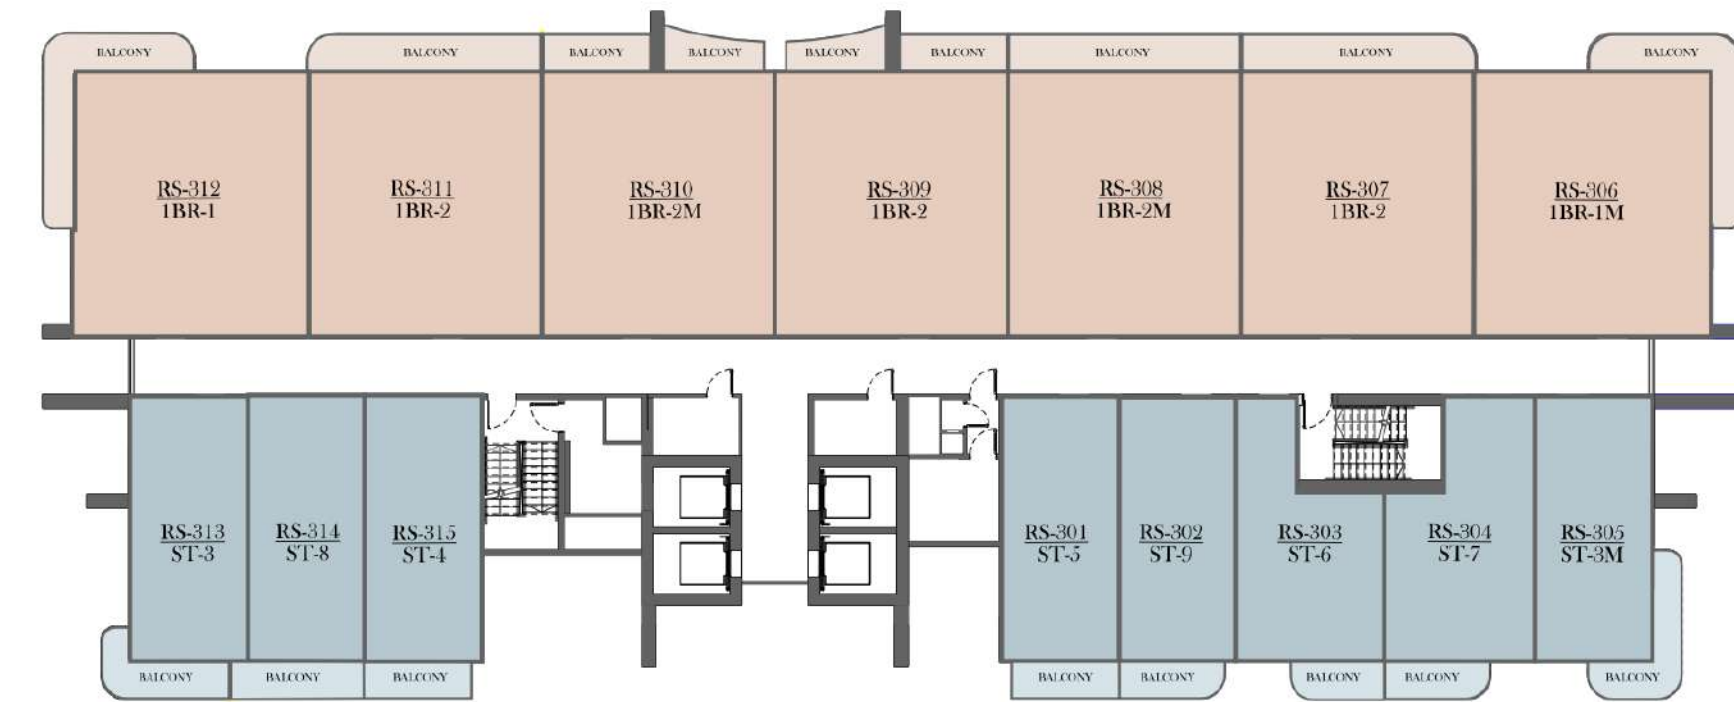 BALCONY
BALCONY
BALCONY
BALCONY
BALCONY
BALCONY
BALCONY
BALCONY
BALCONY
RS-312
1BR-1
RS-311
1BR-2
RS-310
1BR-2M
RS-309
1BR-2
RS-308
1BR-2M
RS-307
1BR-2
RS-306
1BR-1M
RS-313
ST-3
RS-314
ST-8
RS-315
ST-4
RS-301
ST-5
RS-302
ST-9
RS-303
ST-6
RS-304
ST-7
RS-305
ST-3M
BALCONY
BALCONY
BALCONY
BALCONY
BALCONY
BALCONY
BALCONY
BALCONY